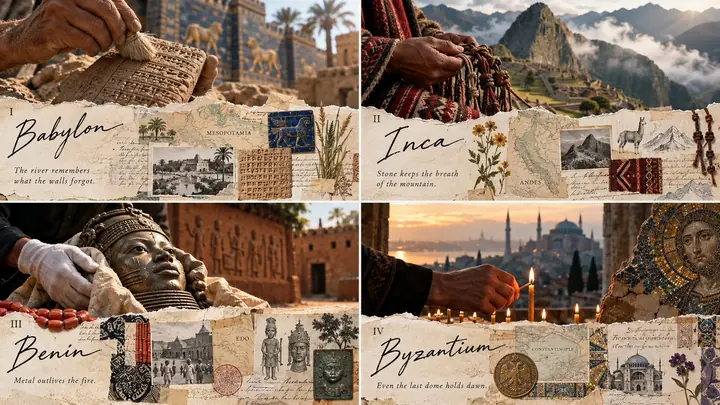 I
Babylon
The river remembers
what the walls forgot.
MESOPOTAMIA
II
Inca
Stone keeps the breath
of the mountain.
ANDES
III
Benin
Metal outlives the fire.
EDO
IV
Byzantium
Even the last dome holds dawn.
CONSTANTINOPLE